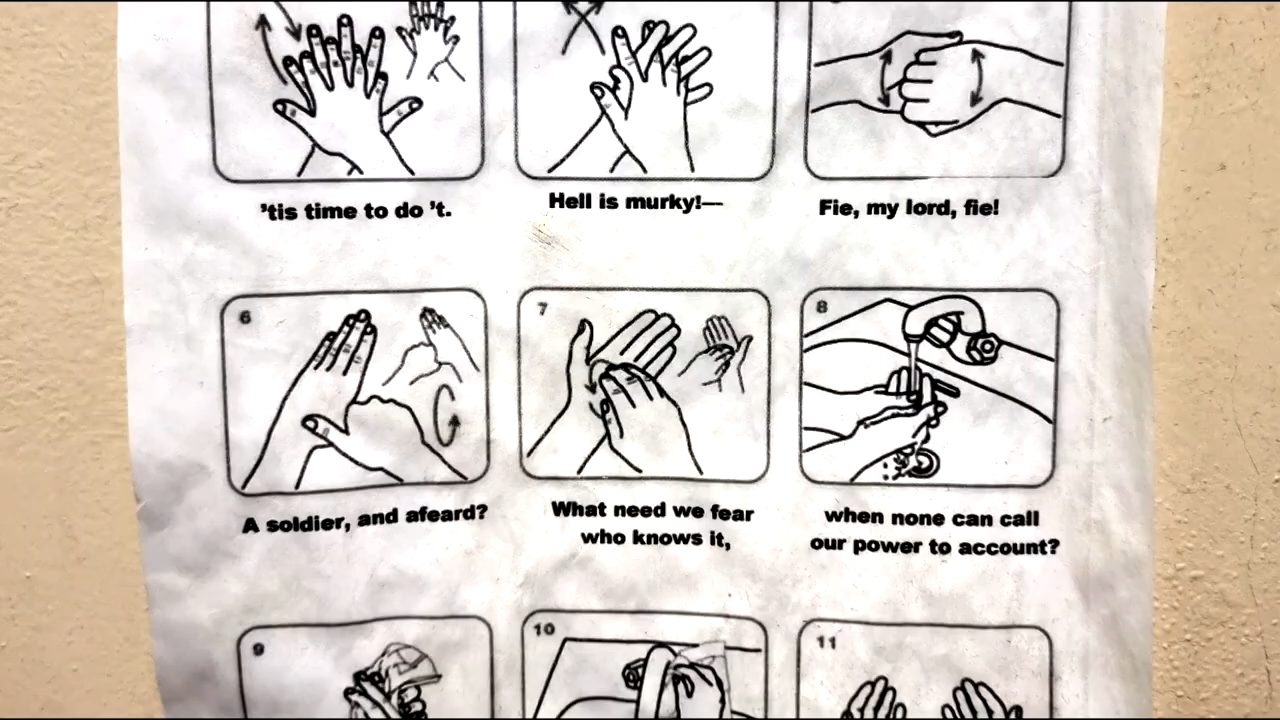 ’tis time to do ’t.
Hell is murky!—
Fie, my lord, fie!
6
7
8
A soldier, and afeard?
What need we fear
who knows it,
when none can call
our power to account?
9
10
11